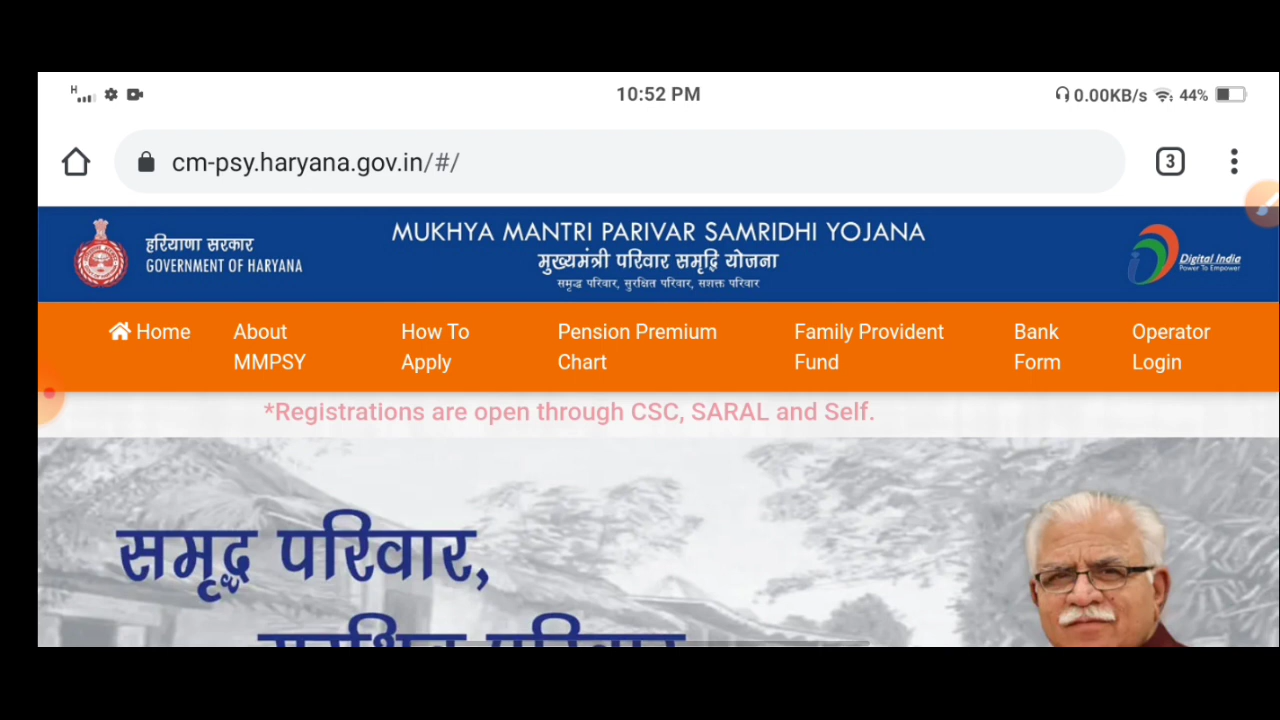 H 10:52 PM 0.00KB/s 44%
cm-psy.haryana.gov.in/#/ 3
MUKHYA MANTRI PARIVAR SAMRIDHI YOJANA
हरियाणा सरकार
GOVERNMENT OF HARYANA
मुख्यमंत्री परिवार समृद्धि योजना
समृद्ध परिवार, सुरक्षित परिवार, सशक्त परिवार
Digital India
Power To Empower
Home About MMPSY How To Apply Pension Premium Chart Family Provident Fund Bank Form Operator Login
*Registrations are open through CSC, SARAL and Self.
समृद्ध परिवार,
सुरक्षित परिवार